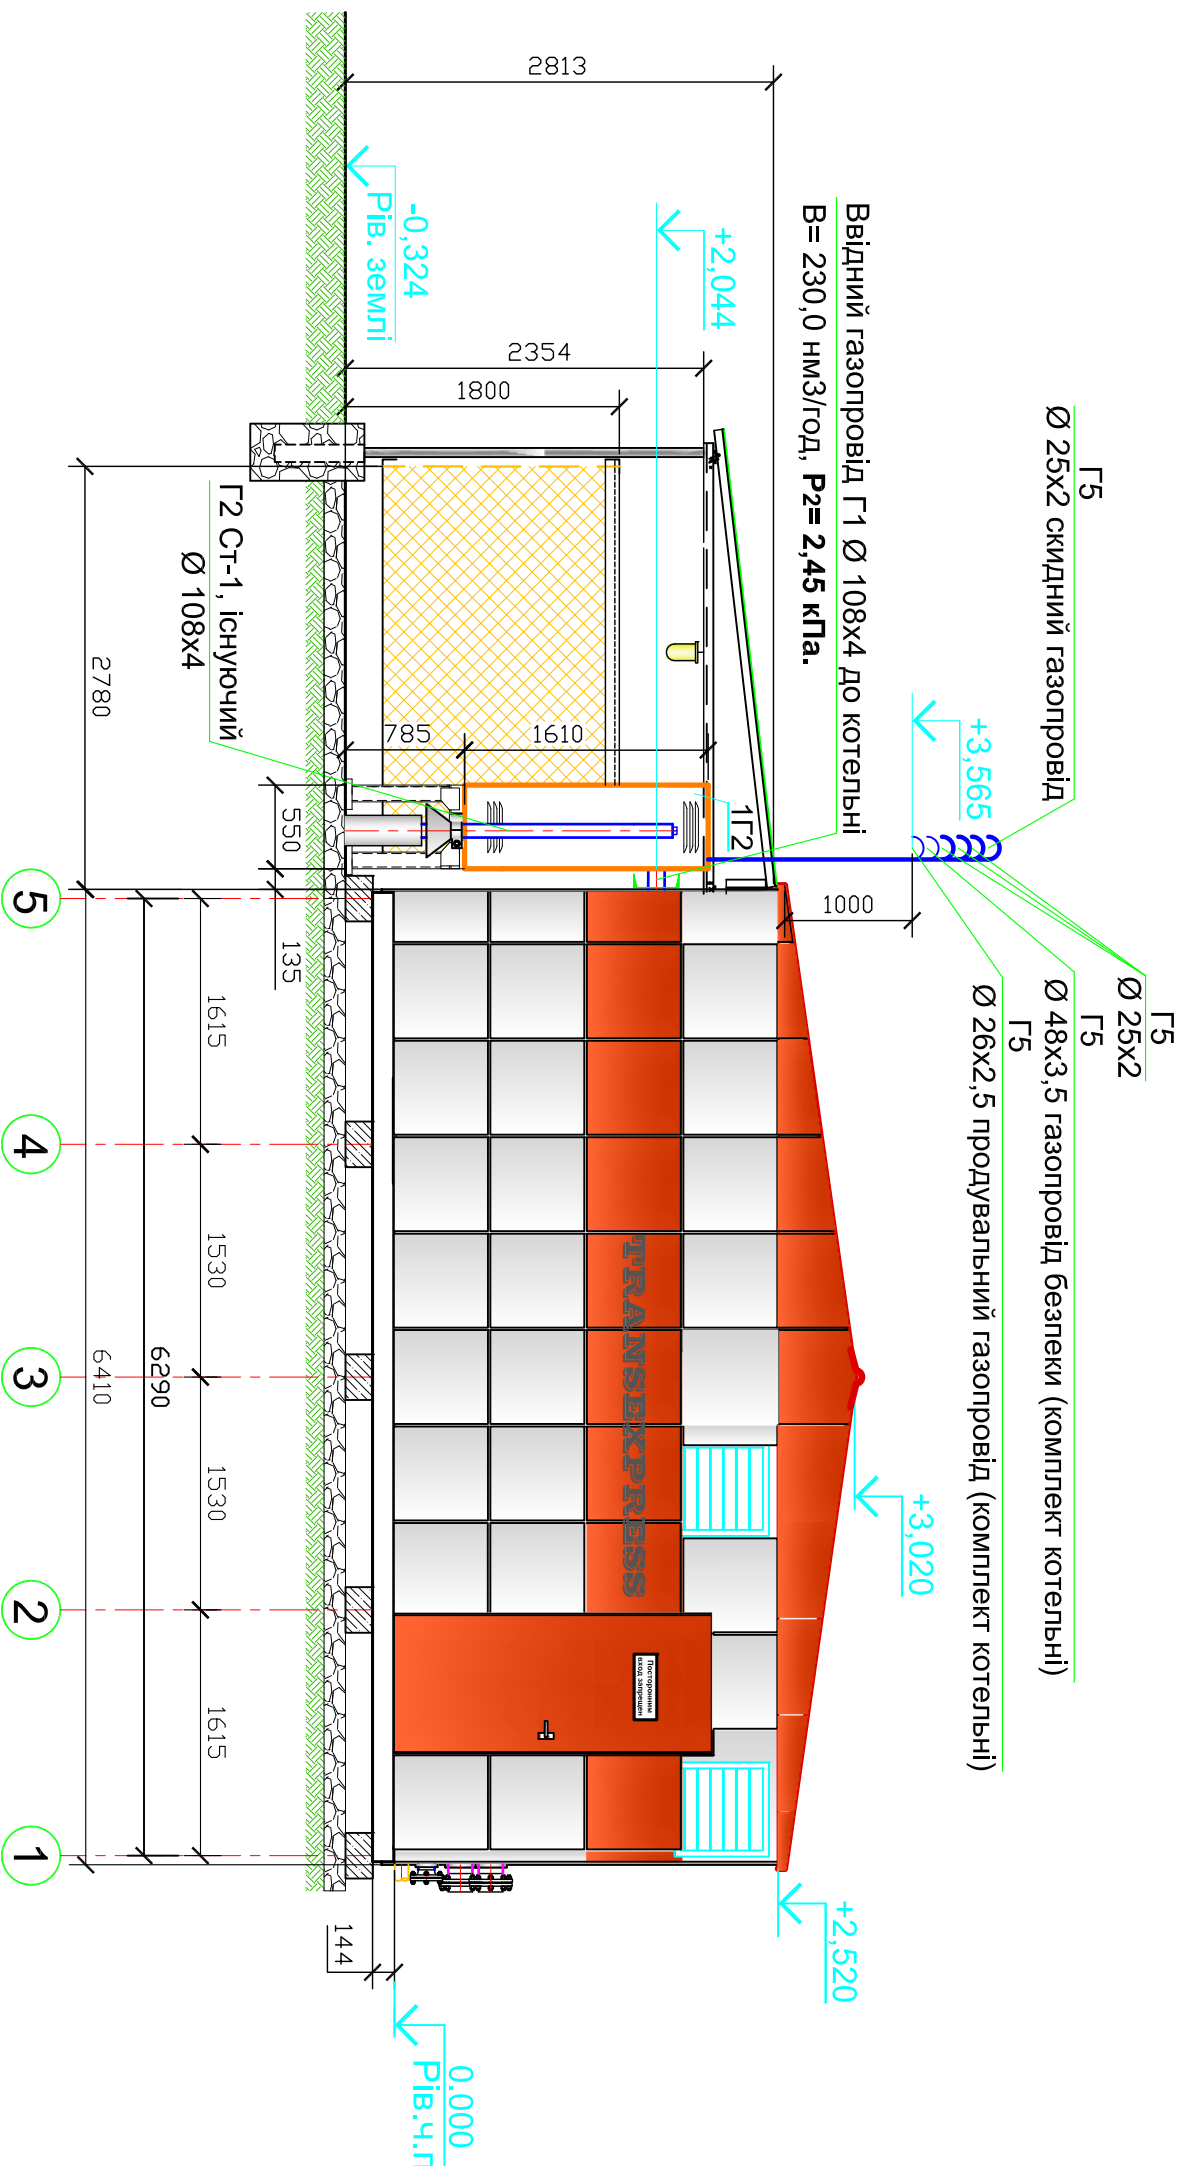 Г5
Ø 25х2 скидний газопровід
Г5
Ø 25х2
Г5
Ø 48х3,5 газопровід безпеки (комплект котельні)
Г5
Ø 26х2,5 продувальний газопровід (комплект котельні)
Ввідний газопровід Г1 Ø 108х4 до котельні
В= 230,0 нм3/год, Р2= 2,45 кПа.
+3,565
+3,020
+2,520
+2,044
-0,324
Рів. землі
0.000
Рів.ч.п
2813
2354
1800
1610
785
1000
1Г2
TRANSEXPRESS
Посторонним
вход запрещен
Г2 Ст-1, існуючий
Ø 108х4
550
135
144
2780
1615
1530
1530
1615
6290
6410
5
4
3
2
1